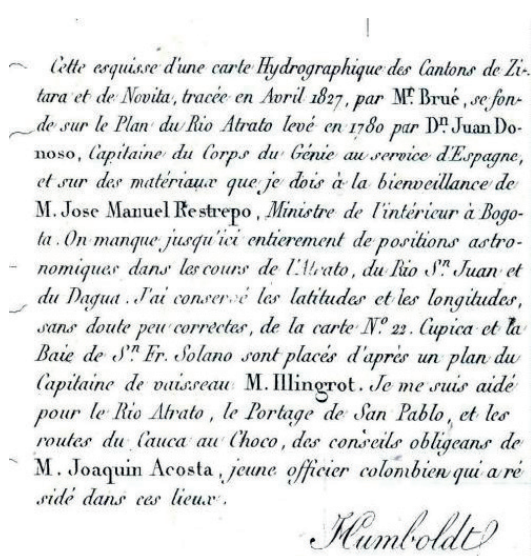 Cette esquisse d'une carte Hydrographique des Cantons de Zi-
tara et de Novita, tracée en Avril 1827, par Mr. Brué, se fon-
de sur le Plan du Rio Atrato levé en 1780 par Dn. Juan Do-
noso, Capitaine du Corps du Génie au service d'Espagne,
et sur des matériaux que je dois à la bienveillance de
M. Jose Manuel Restrepo, Ministre de l'intérieur à Bogo-
ta. On manque jusqu'ici entierement de positions astro-
nomiques dans les cours de l'Atrato, du Rio Sn. Juan et
du Dagua. J'ai conservé les latitudes et les longitudes,
sans doute peu correctes, de la carte No. 22. Cupica et la
Baie de Sn. Fr. Solano sont placés d'après un plan du
Capitaine de vaisseau M. Illingrot. Je me suis aidé
pour le Rio Atrato, le Portage de San Pablo, et les
routes du Cauca au Choco, des conseils obligeans de
M. Joaquin Acosta, jeune officier colombien qui a ré
sidé dans ces lieux.
Humboldt